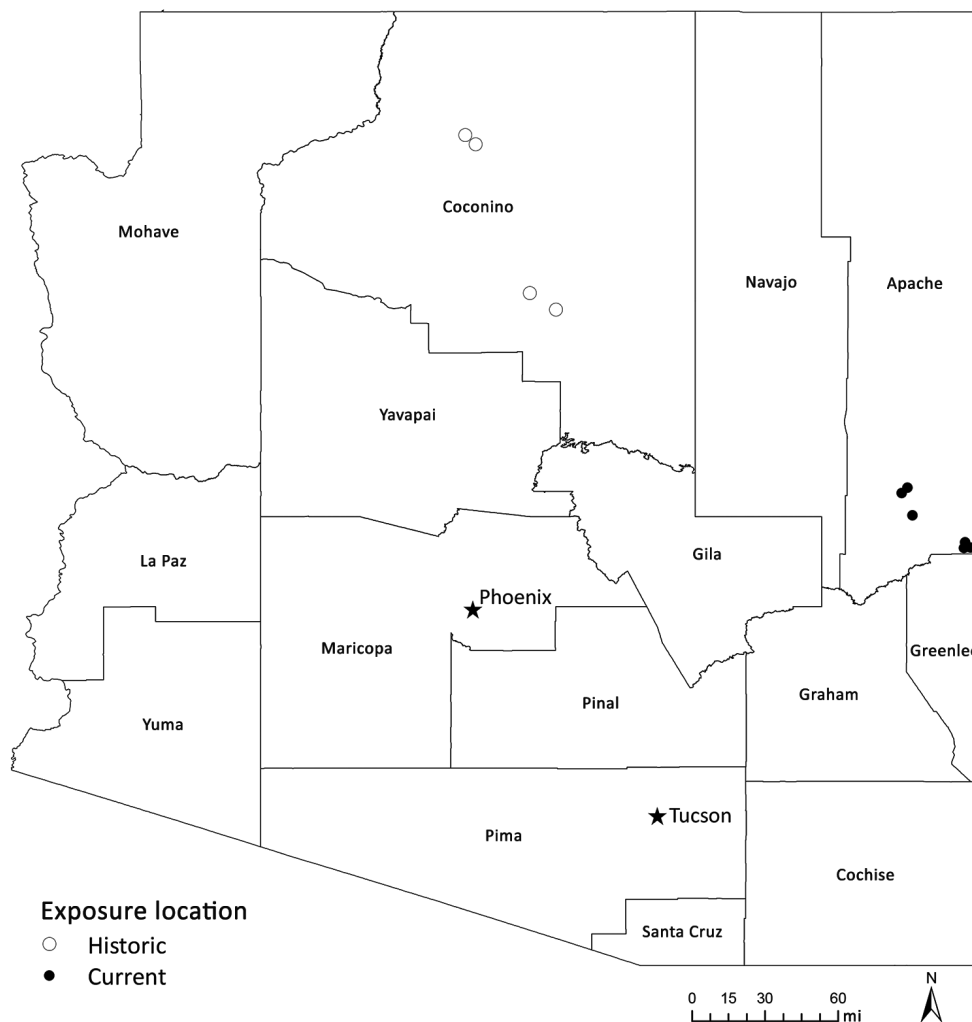 Coconino
Mohave
Navajo
Apache
Yavapai
La Paz
Gila
Phoenix
Maricopa
Greenlee
Graham
Pinal
Yuma
Tucson
Pima
Cochise
Santa Cruz
Exposure location
Historic
Current
N
0 15 30 60
mi